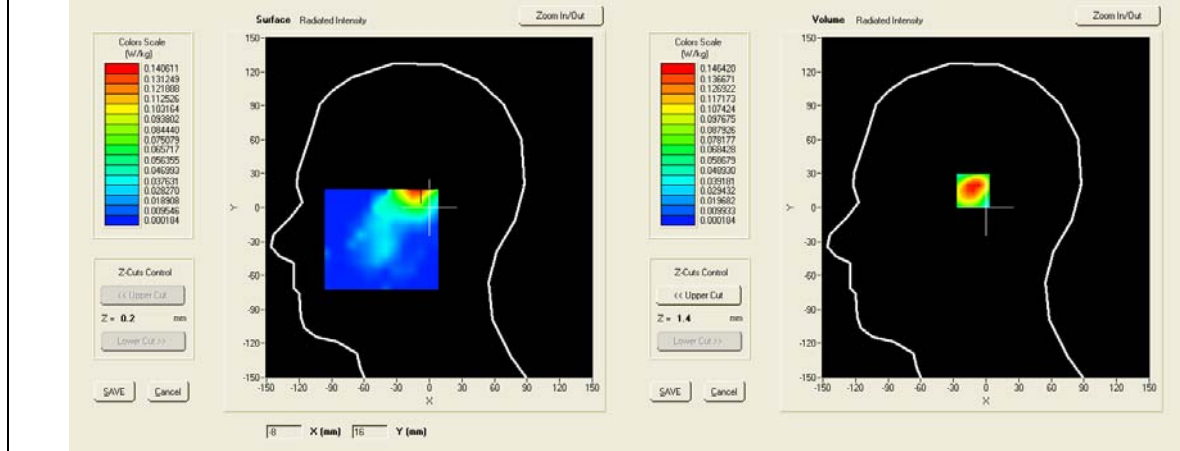 Surface Radiated Intensity
Zoom In/Out
Colors Scale
(W/kg)
0.140611
0.131249
0.121888
0.112526
0.103164
0.093802
0.084440
0.075079
0.065717
0.056355
0.046993
0.037631
0.028270
0.018908
0.009546
0.000184
150
120
90
60
30
0
-30
-60
-90
-120
-150
Y
-150 -120 -90 -60 -30 0 30 60 90 120 150
X
Z-Cuts Control
<< Upper Cut
Z = 0.2 mm
Lower Cut >>
SAVE Cancel
-8 X (mm) 16 Y (mm)
Volume Radiated Intensity
Zoom In/Out
Colors Scale
(W/kg)
0.146420
0.136671
0.126922
0.117173
0.107424
0.097675
0.087926
0.078177
0.068428
0.058679
0.048930
0.039181
0.029432
0.019682
0.009933
0.000184
150
120
90
60
30
0
-30
-60
-90
-120
-150
Y
-150 -120 -90 -60 -30 0 30 60 90 120 150
X
Z-Cuts Control
<< Upper Cut
Z = 1.4 mm
Lower Cut >>
SAVE Cancel